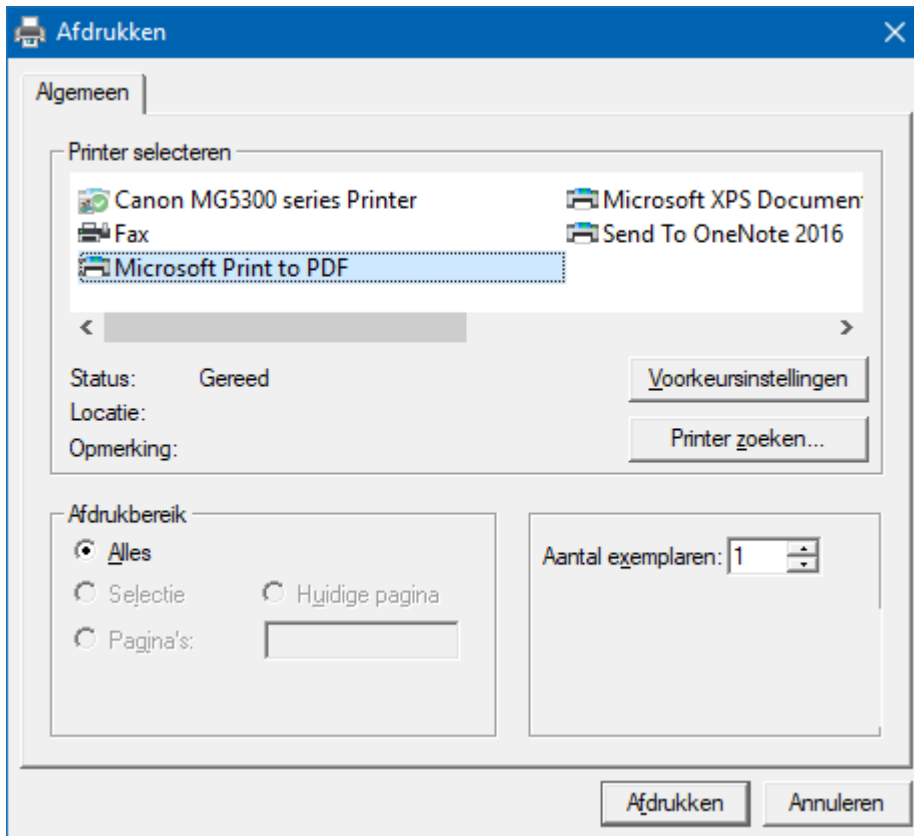 Afdrukken
Algemeen
Printer selecteren
Canon MG5300 series Printer
Fax
Microsoft Print to PDF
Microsoft XPS Documen
Send To OneNote 2016
Status: Gereed
Locatie:
Opmerking:
Voorkeursinstellingen
Printer zoeken...
Afdrukbereik
Alles
Selectie Huidige pagina
Pagina's:
Aantal exemplaren: 1
Afdrukken Annuleren